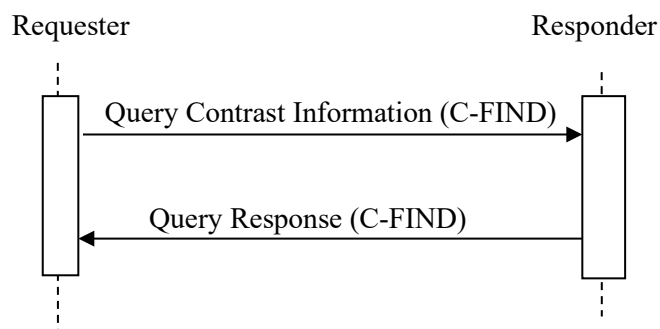 Requester
Responder
Query Contrast Information (C-FIND)
Query Response (C-FIND)